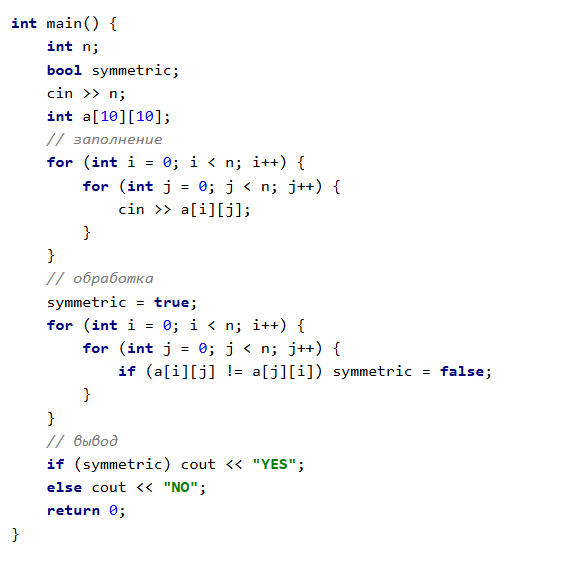 int main() {
    int n;
    bool symmetric;
    cin >> n;
    int a[10][10];
    // заполнение
    for (int i = 0; i < n; i++) {
        for (int j = 0; j < n; j++) {
            cin >> a[i][j];
        }
    }
    // обработка
    symmetric = true;
    for (int i = 0; i < n; i++) {
        for (int j = 0; j < n; j++) {
            if (a[i][j] != a[j][i]) symmetric = false;
        }
    }
    // вывод
    if (symmetric) cout << "YES";
    else cout << "NO";
    return 0;
}